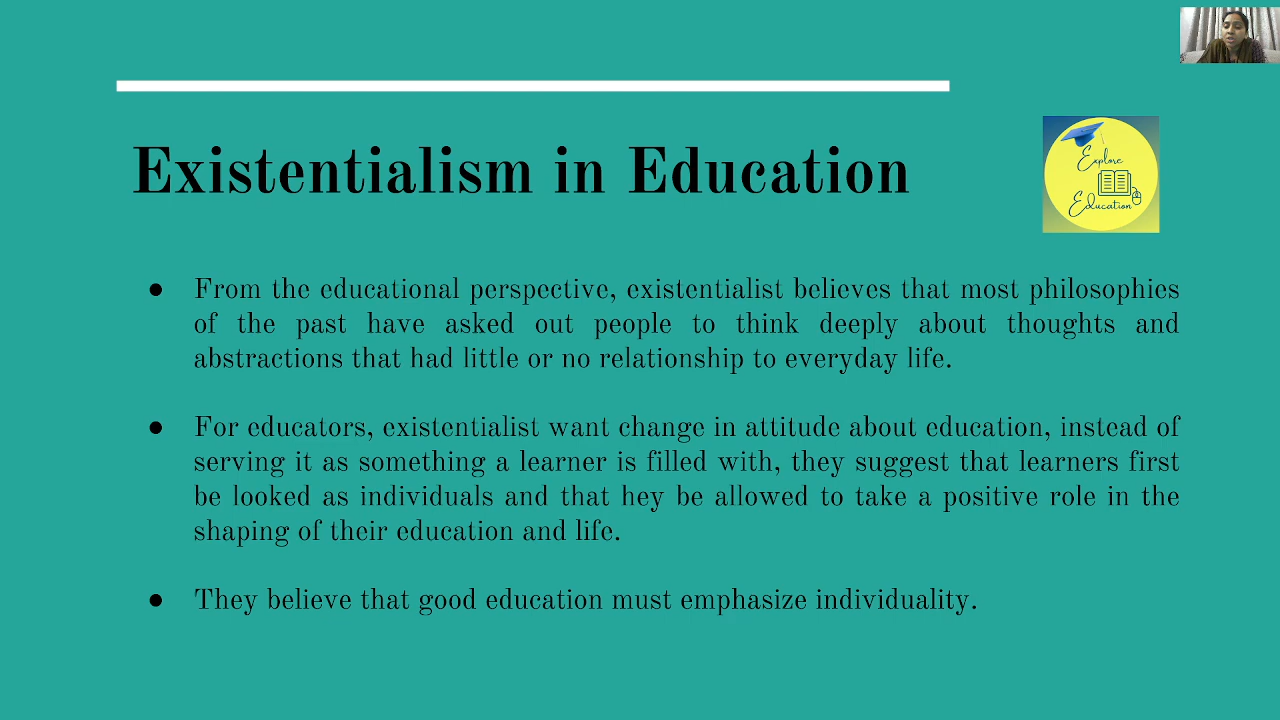 Existentialism in Education
Explore
Education
● From the educational perspective, existentialist believes that most philosophies
of the past have asked out people to think deeply about thoughts and
abstractions that had little or no relationship to everyday life.
● For educators, existentialist want change in attitude about education, instead of
serving it as something a learner is filled with, they suggest that learners first
be looked as individuals and that hey be allowed to take a positive role in the
shaping of their education and life.
● They believe that good education must emphasize individuality.